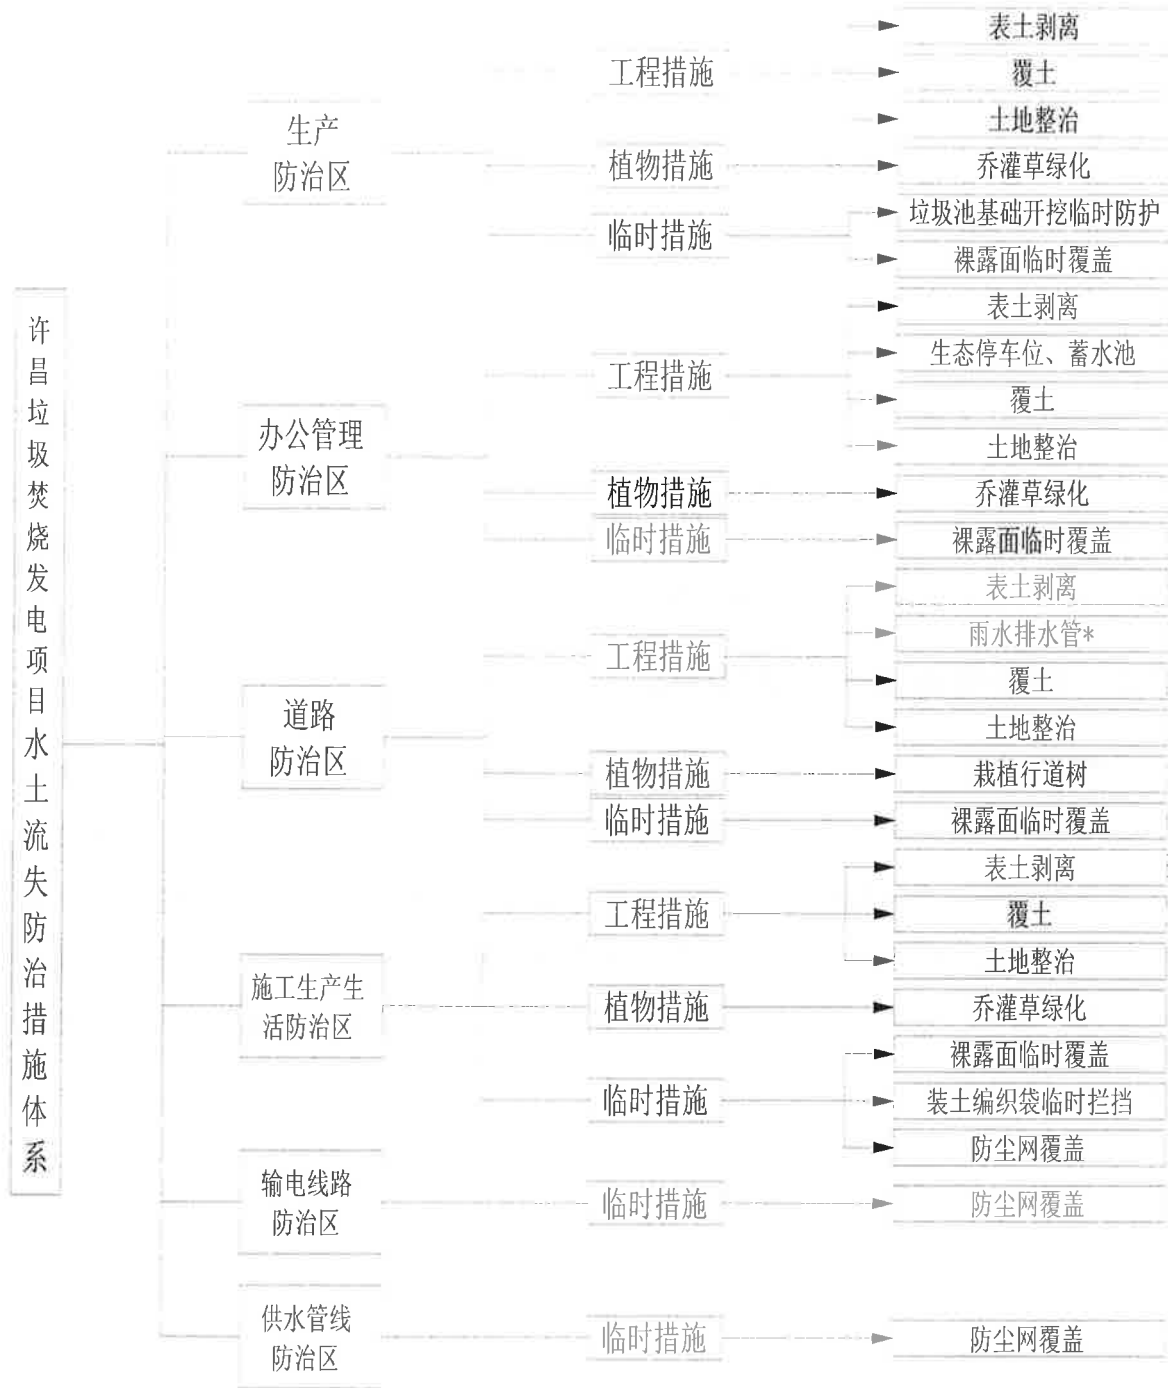 许昌垃圾焚烧发电项目水土流失防治措施体系
生产
防治区
工程措施
表土剥离
覆土
土地整治
植物措施
乔灌草绿化
临时措施
垃圾池基础开挖临时防护
裸露面临时覆盖
办公管理
防治区
工程措施
表土剥离
生态停车位、蓄水池
覆土
土地整治
植物措施
乔灌草绿化
临时措施
裸露面临时覆盖
道路
防治区
工程措施
表土剥离
雨水排水管*
覆土
土地整治
植物措施
栽植行道树
临时措施
裸露面临时覆盖
施工生产生
活防治区
工程措施
表土剥离
覆土
土地整治
植物措施
乔灌草绿化
临时措施
裸露面临时覆盖
装土编织袋临时拦挡
防尘网覆盖
输电线路
防治区
临时措施
防尘网覆盖
供水管线
防治区
临时措施
防尘网覆盖